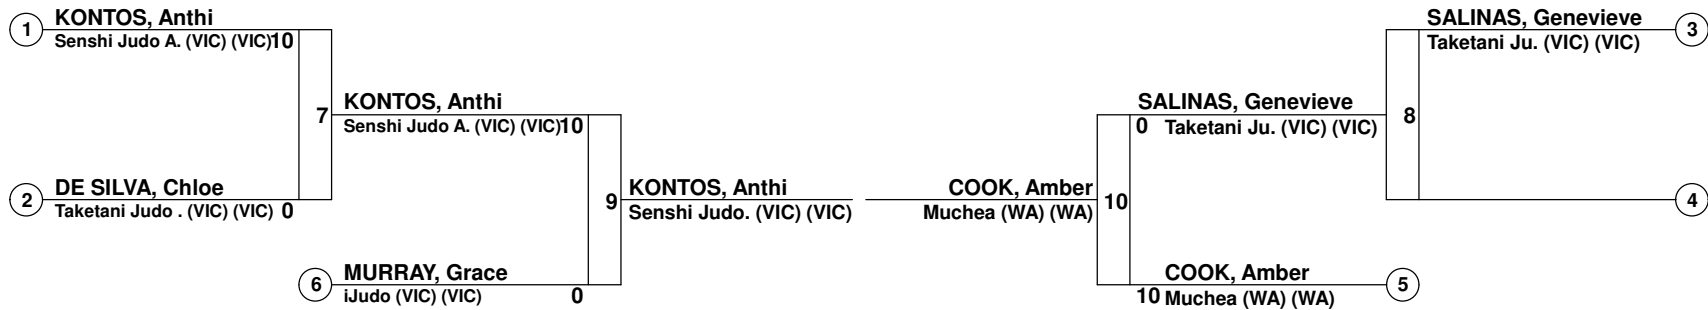 1
KONTOS, Anthi
Senshi Judo A. (VIC) (VIC) 10
7
KONTOS, Anthi
Senshi Judo A. (VIC) (VIC) 10
2
DE SILVA, Chloe
Taketani Judo . (VIC) (VIC) 0
9
KONTOS, Anthi
Senshi Judo. (VIC) (VIC)
6
MURRAY, Grace
iJudo (VIC) (VIC) 0
SALINAS, Genevieve
Taketani Ju. (VIC) (VIC)
3
SALINAS, Genevieve
0 Taketani Ju. (VIC) (VIC)
8
4
COOK, Amber
Muchea (WA) (WA)
10
COOK, Amber
10 Muchea (WA) (WA)
5